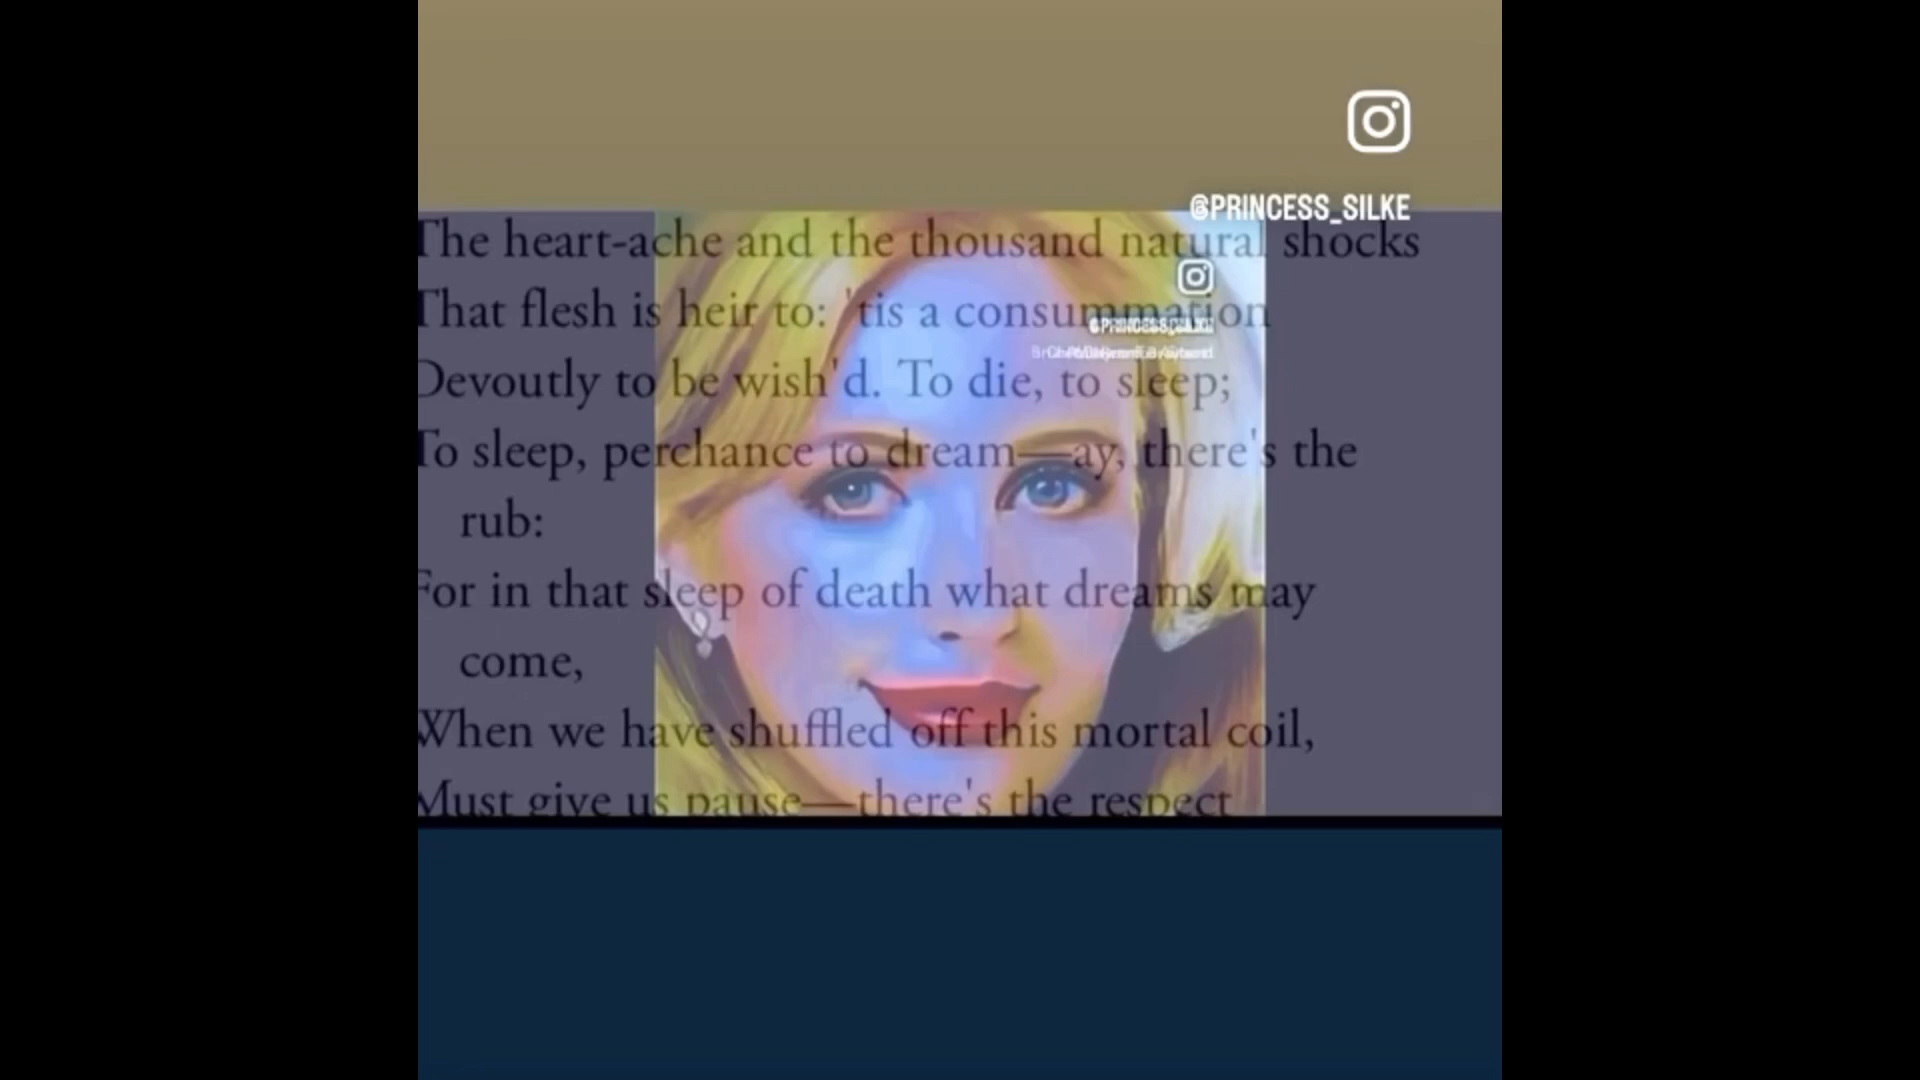 @PRINCESS_SILKE
The heart-ache and the thousand natural shocks
That flesh is heir to: 'tis a consummation
@PRINCESS_SILKE
Devoutly to be wish'd. To die, to sleep;
To sleep, perchance to dream—ay, there's the
rub:
For in that sleep of death what dreams may
come,
When we have shuffled off this mortal coil,
Must give us pause—there's the respect